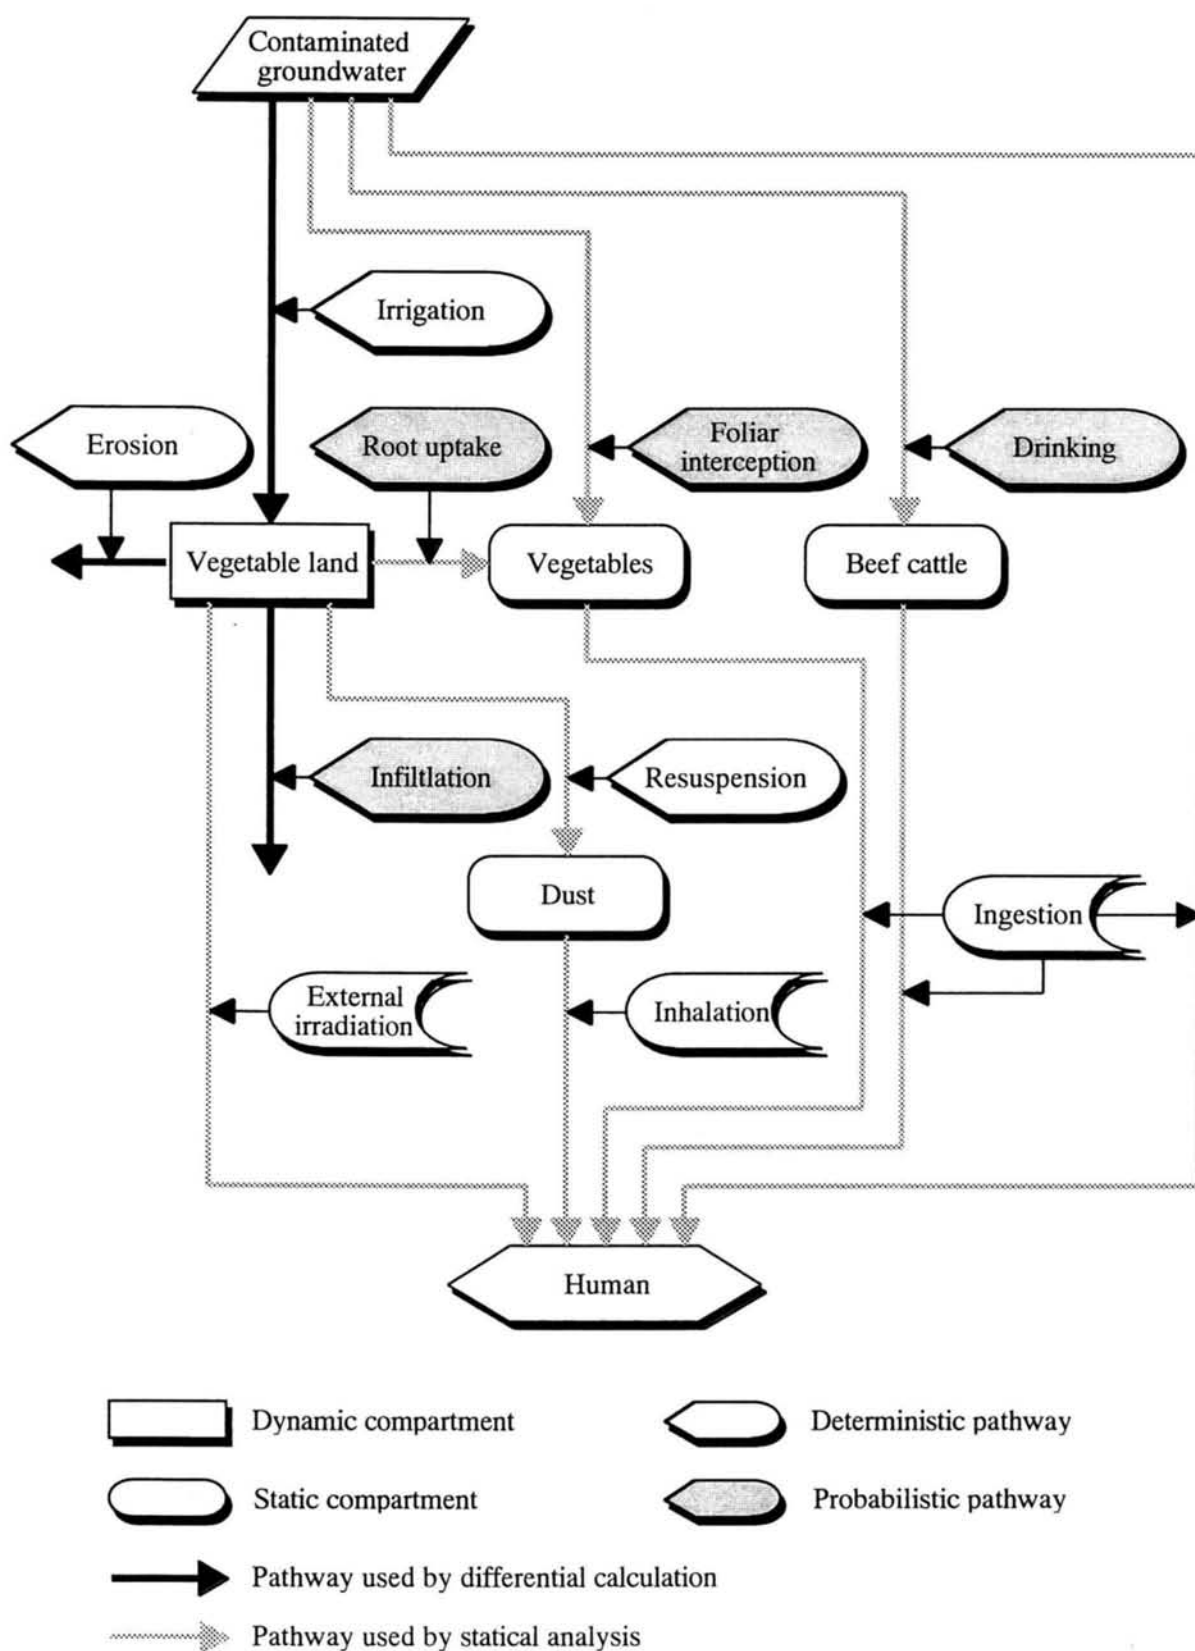 Contaminated
groundwater
Irrigation
Erosion
Root uptake
Foliar
interception
Drinking
Vegetable land
Vegetables
Beef cattle
Infiltlation
Resuspension
Dust
Ingestion
External
irradiation
Inhalation
Human
Dynamic compartment
Deterministic pathway
Static compartment
Probabilistic pathway
Pathway used by differential calculation
Pathway used by statical analysis